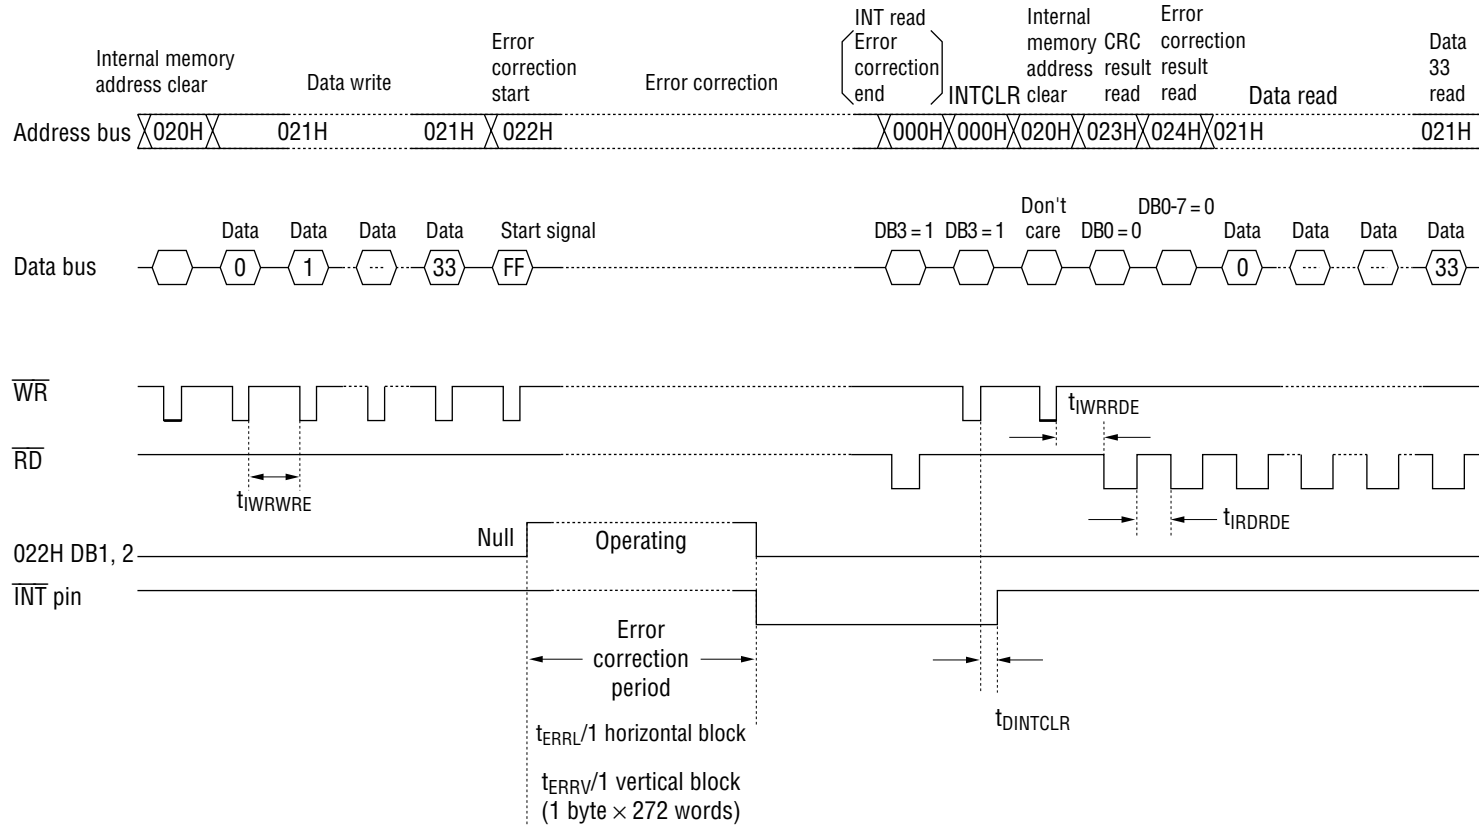 Internal memory
address clear
Data write
Error
correction
start
Error correction
INT read
Error
correction
end
INTCLR
Internal
memory
address
clear
CRC
result
read
Error
correction
result
read
Data read
Data
33
read
Address bus 020H 021H 021H 022H 000H 000H 020H 023H 024H 021H 021H
Data Data Data Data Start signal DB3 = 1 DB3 = 1 Don't
care DB0 = 0 DB0-7 = 0 Data Data Data Data
Data bus 0 1 --- 33 FF 0 --- --- 33
WR
tIWRRDE
RD
tIWRWRE
tIRDRDE
022H DB1, 2 Null Operating
INT pin
Error
correction
period
tDINTCLR
tERRL/1 horizontal block
tERRV/1 vertical block
(1 byte × 272 words)